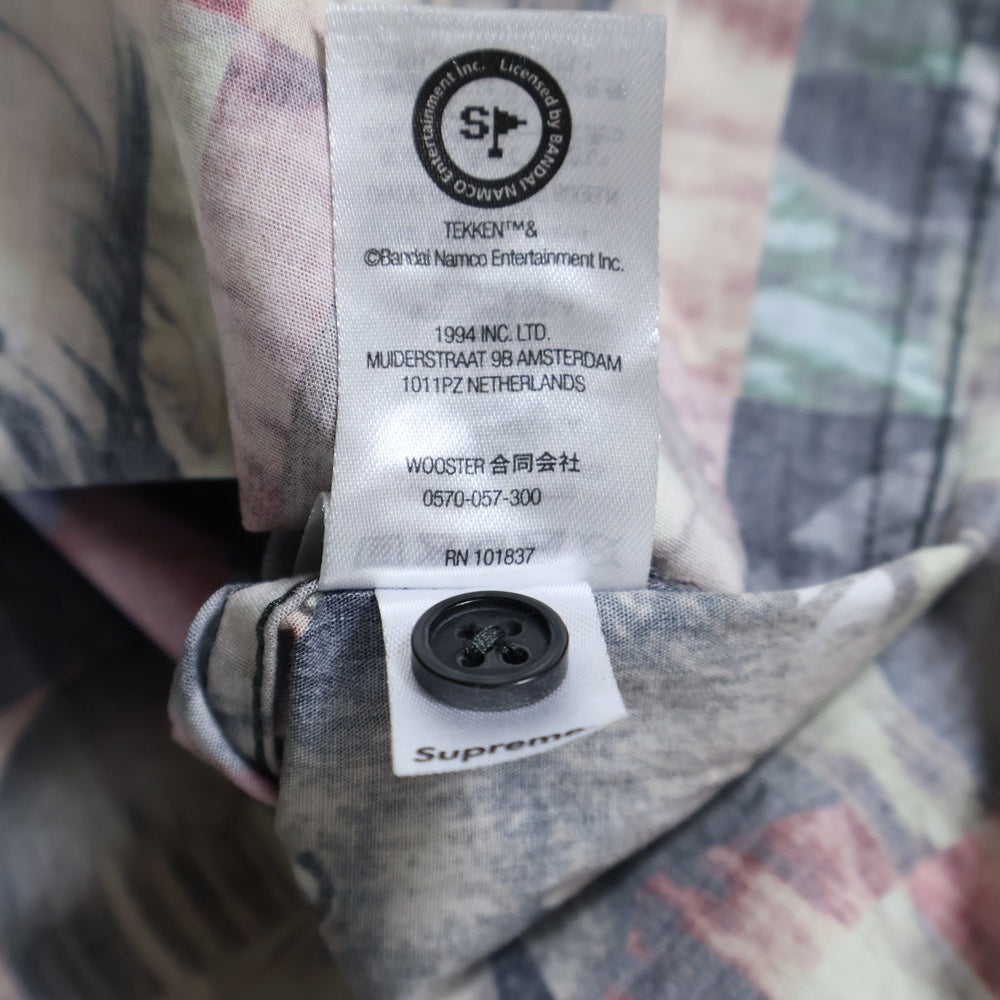 Licensed by BANDAI NAMCO Entertainment Inc.
SP
TEKKEN™&
©Bandai Namco Entertainment Inc.
1994 INC. LTD.
MUIDERSTRAAT 9B AMSTERDAM
1011PZ NETHERLANDS
WOOSTER 合同会社
0570-057-300
RN 101837
Supreme